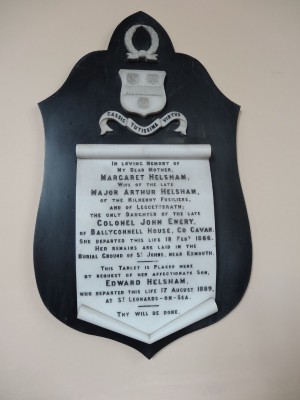 CASSIS TUTISSIMA VIRTUS
IN LOVING MEMORY OF
MY DEAR MOTHER,
MARGARET HELSHAM,
WIFE OF THE LATE
MAJOR ARTHUR HELSHAM,
OF THE KILKENNY FUSILIERS,
AND OF LEGGETSRATH;
THE ONLY DAUGHTER OF THE LATE
COLONEL JOHN ENERY,
OF BALLYCONNELL HOUSE, CO CAVAN.
SHE DEPARTED THIS LIFE 18 FEBY 1866.
HER REMAINS ARE LAID IN THE
BURIAL GROUND OF ST JOHNS, NEAR EXMOUTH.
THIS TABLET IS PLACED HERE
BY REQUEST OF HER AFFECTIONATE SON,
EDWARD HELSHAM,
WHO DEPARTED THIS LIFE 17 AUGUST 1889,
AT ST LEONARDS-ON-SEA.
THY WILL BE DONE.